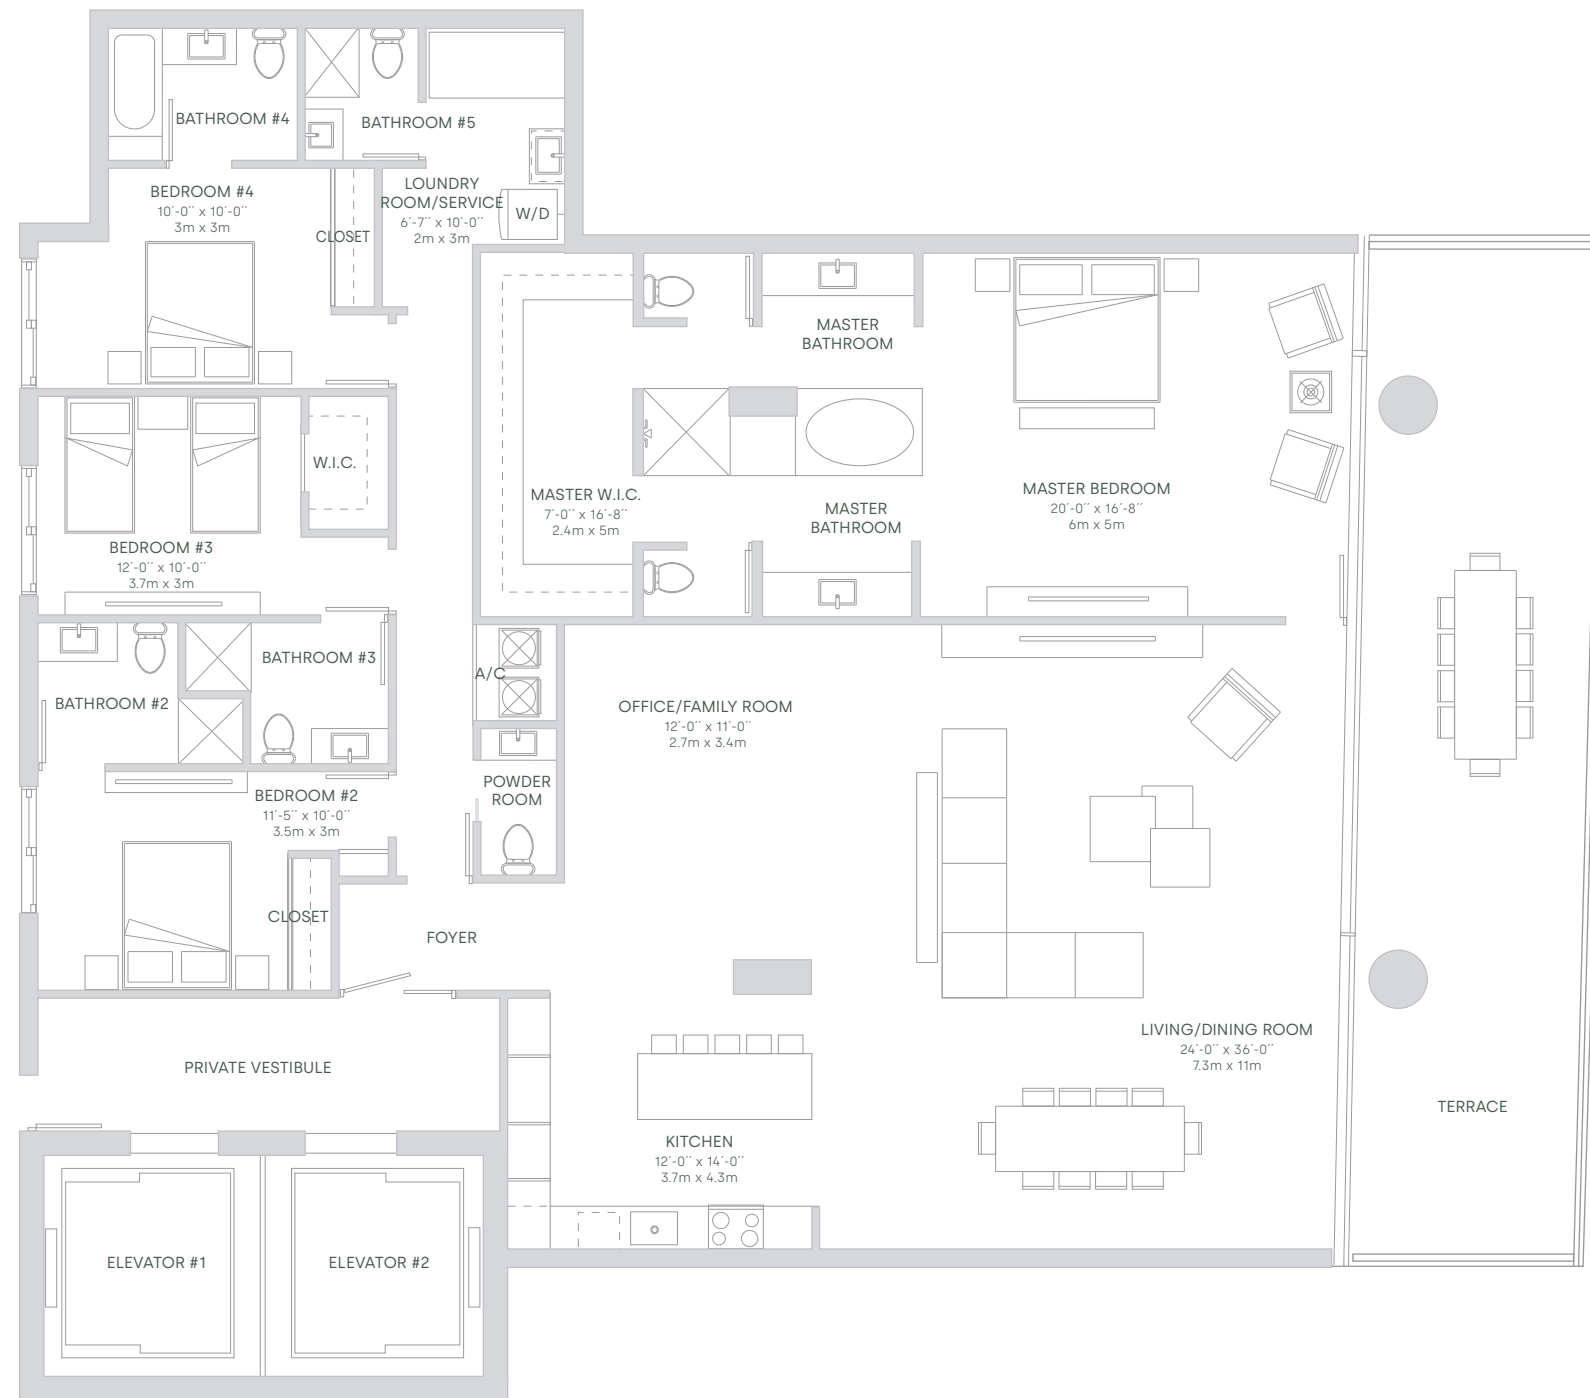 BATHROOM #4
BATHROOM #5
BEDROOM #4
10´-0´´ x 10´-0´´
3m x 3m
CLOSET
LOUNDRY
ROOM/SERVICE
6´-7´´ x 10´-0´´
2m x 3m
W/D
MASTER
BATHROOM
W.I.C.
MASTER W.I.C.
7´-0´´ x 16´-8´´
2.4m x 5m
MASTER
BATHROOM
MASTER BEDROOM
20´-0´´ x 16´-8´´
6m x 5m
BEDROOM #3
12´-0´´ x 10´-0´´
3.7m x 3m
BATHROOM #3
BATHROOM #2
A/C
OFFICE/FAMILY ROOM
12´-0´´ x 11´-0´´
2.7m x 3.4m
POWDER
ROOM
BEDROOM #2
11´-5´´ x 10´-0´´
3.5m x 3m
CLOSET
FOYER
PRIVATE VESTIBULE
LIVING/DINING ROOM
24´-0´´ x 36´-0´´
7.3m x 11m
TERRACE
KITCHEN
12´-0´´ x 14´-0´´
3.7m x 4.3m
ELEVATOR #1
ELEVATOR #2